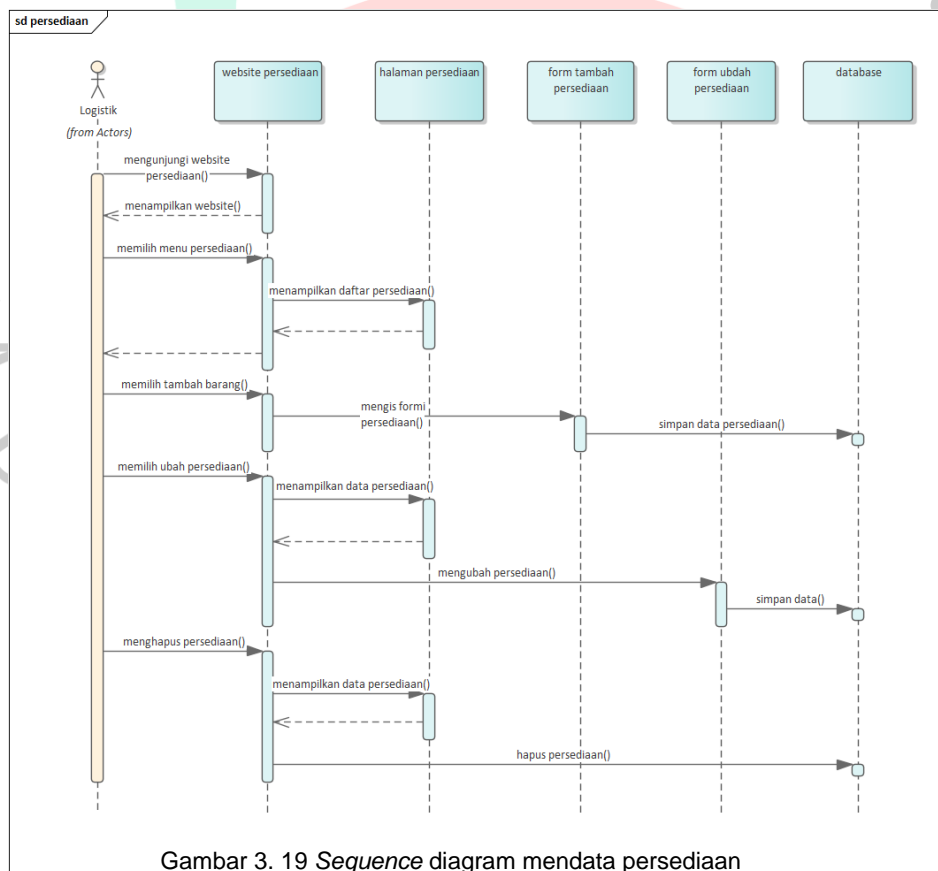 sd persediaan
Logistik
(from Actors)
website persediaan
halaman persediaan
form tambah
persediaan
form ubdah
persediaan
database
mengunjungi website
persediaan()
menampilkan website()
memilih menu persediaan()
menampilkan daftar persediaan()
memilih tambah barang()
mengis formi
persediaan()
simpan data persediaan()
memilih ubah persediaan()
menampilkan data persediaan()
mengubah persediaan()
simpan data()
menghapus persediaan()
menampilkan data persediaan()
hapus persediaan()
Gambar 3. 19 Sequence diagram mendata persediaan